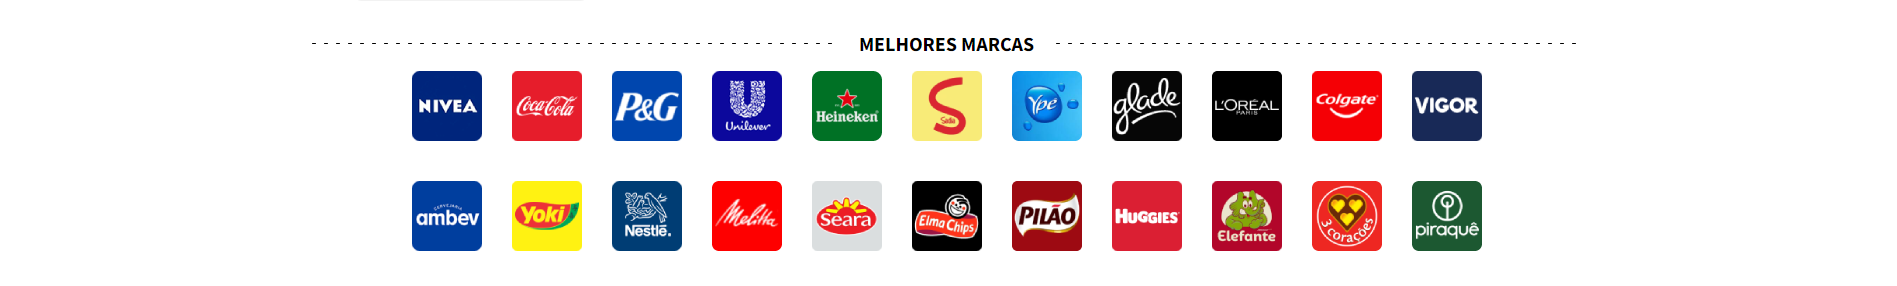 MELHORES MARCAS
NIVEA
Coca-Cola
P&G
Unilever
Heineken
S
Sadia
Ypê
glade
L'ORÉAL
PARIS
Colgate
VIGOR
CERVEJARIA
ambev
Yoki
Nestlé.
Melitta
Seara
Elma Chips
PILÃO
HUGGIES
Elefante
3 corações
piraquê